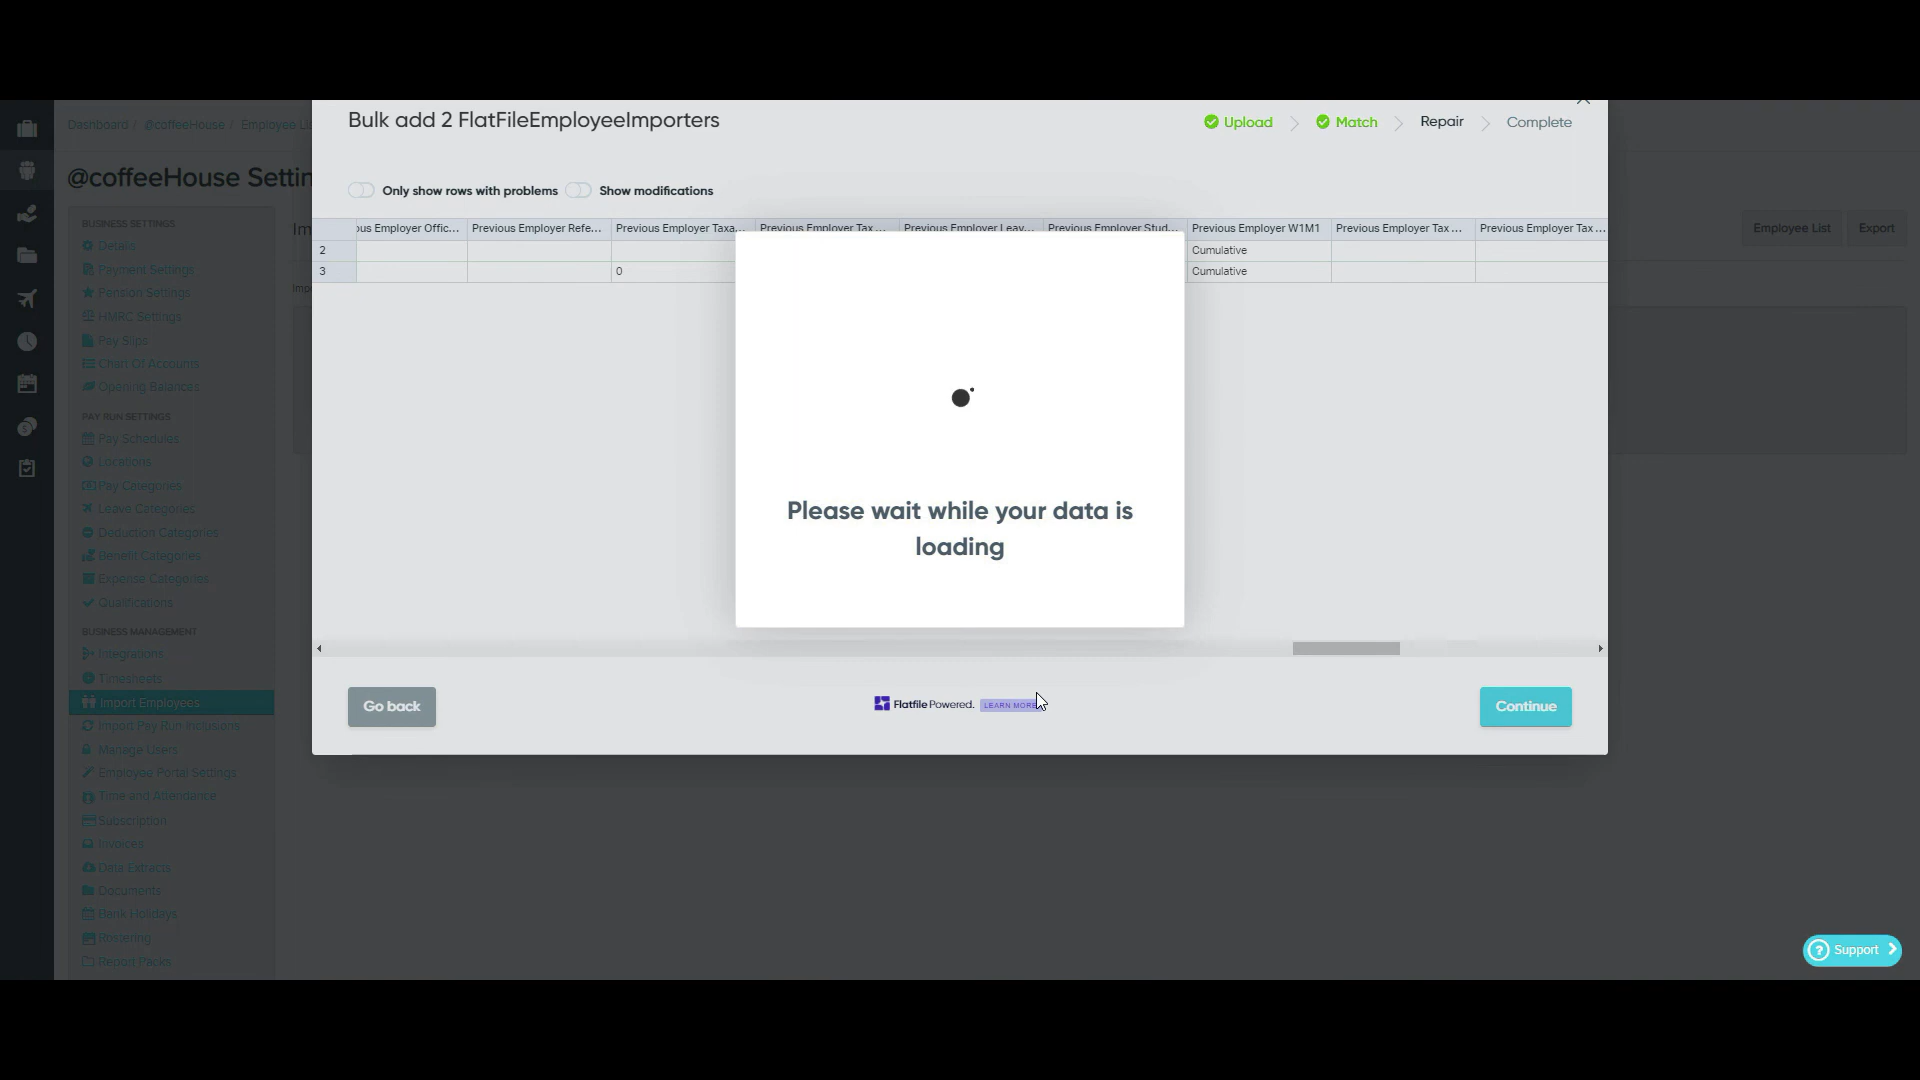 Bulk add 2 FlatFileEmployeeImporters
Upload
Match
Repair
Complete
Dashboard / @coffeeHouse / Employee
@coffeeHouse
Only show rows with problems
Show modifications
BUSINESS SETTINGS
Details
Payment Settings
Pension Settings
HMRC Settings
Pay Slips
Chart Of Accounts
Opening Balances
PAY RUN SETTINGS
Pay Schedules
Locations
Pay Categories
Leave Categories
Deduction Categories
Benefit Categories
Expense Categories
Qualifications
BUSINESS MANAGEMENT
Integrations
Timesheets
Import Employees
Import Pay Run Inclusions
Manage Users
Employee Portal Settings
Time and Attendance
Subscription
Invoices
Data Extracts
Documents
Bank Holidays
Rostering
Report Packs
Employer Offic...
Previous Employer Refe...
Previous Employer Taxa...
Previous Employer Tax ...
Previous Employer Leav...
Previous Employer Stud...
Previous Employer W1M1
Previous Employer Tax ...
Previous Employer Tax ...
2
Cumulative
3
0
Cumulative
Employee List
Export
Please wait while your data is
loading
Go back
Flatfile Powered.
LEARN MORE
Continue
? Support